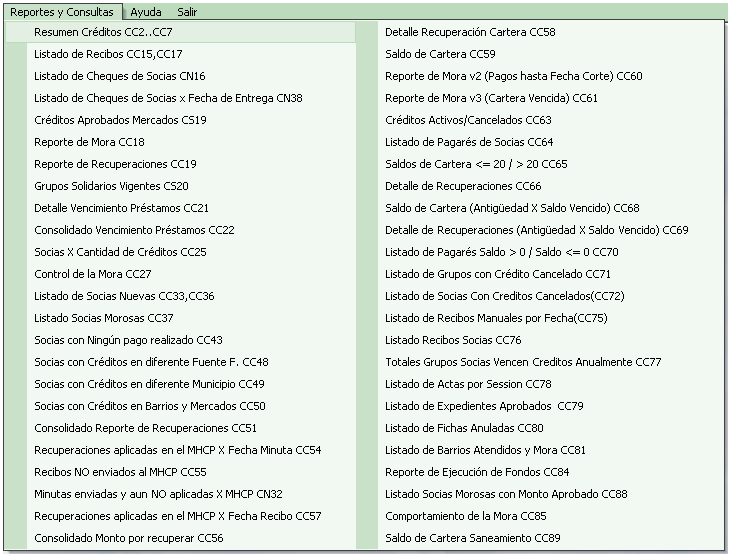 Reportes y Consultas Ayuda Salir
Resumen Créditos CC2..CC7
Listado de Recibos CC15,CC17
Listado de Cheques de Socias CN16
Listado de Cheques de Socias x Fecha de Entrega CN38
Créditos Aprobados Mercados CS19
Reporte de Mora CC18
Reporte de Recuperaciones CC19
Grupos Solidarios Vigentes CS20
Detalle Vencimiento Préstamos CC21
Consolidado Vencimiento Préstamos CC22
Socias X Cantidad de Créditos CC25
Control de la Mora CC27
Listado de Socias Nuevas CC33,CC36
Listado Socias Morosas CC37
Socias con Ningún pago realizado CC43
Socias con Créditos en diferente Fuente F. CC48
Socias con Créditos en diferente Municipio CC49
Socias con Créditos en Barrios y Mercados CC50
Consolidado Reporte de Recuperaciones CC51
Recuperaciones aplicadas en el MHCP X Fecha Minuta CC54
Recibos NO enviados al MHCP CC55
Minutas enviadas y aun NO aplicadas X MHCP CN32
Recuperaciones aplicadas en el MHCP X Fecha Recibo CC57
Consolidado Monto por recuperar CC56
Detalle Recuperación Cartera CC58
Saldo de Cartera CC59
Reporte de Mora v2 (Pagos hasta Fecha Corte) CC60
Reporte de Mora v3 (Cartera Vencida) CC61
Créditos Activos/Cancelados CC63
Listado de Pagarés de Socias CC64
Saldos de Cartera <= 20 / > 20 CC65
Detalle de Recuperaciones CC66
Saldo de Cartera (Antigüedad X Saldo Vencido) CC68
Detalle de Recuperaciones (Antigüedad X Saldo Vencido) CC69
Listado de Pagarés Saldo > 0 / Saldo <= 0 CC70
Listado de Grupos con Crédito Cancelado CC71
Listado de Socias Con Creditos Cancelados(CC72)
Listado de Recibos Manuales por Fecha(CC75)
Listado Recibos Socias CC76
Totales Grupos Socias Vencen Creditos Anualmente CC77
Listado de Actas por Session CC78
Listado de Expedientes Aprobados  CC79
Listado de Fichas Anuladas CC80
Listado de Barrios Atendidos y Mora CC81
Reporte de Ejecución de Fondos CC84
Listado Socias Morosas con Monto Aprobado CC88
Comportamiento de la Mora CC85
Saldo de Cartera Saneamiento CC89